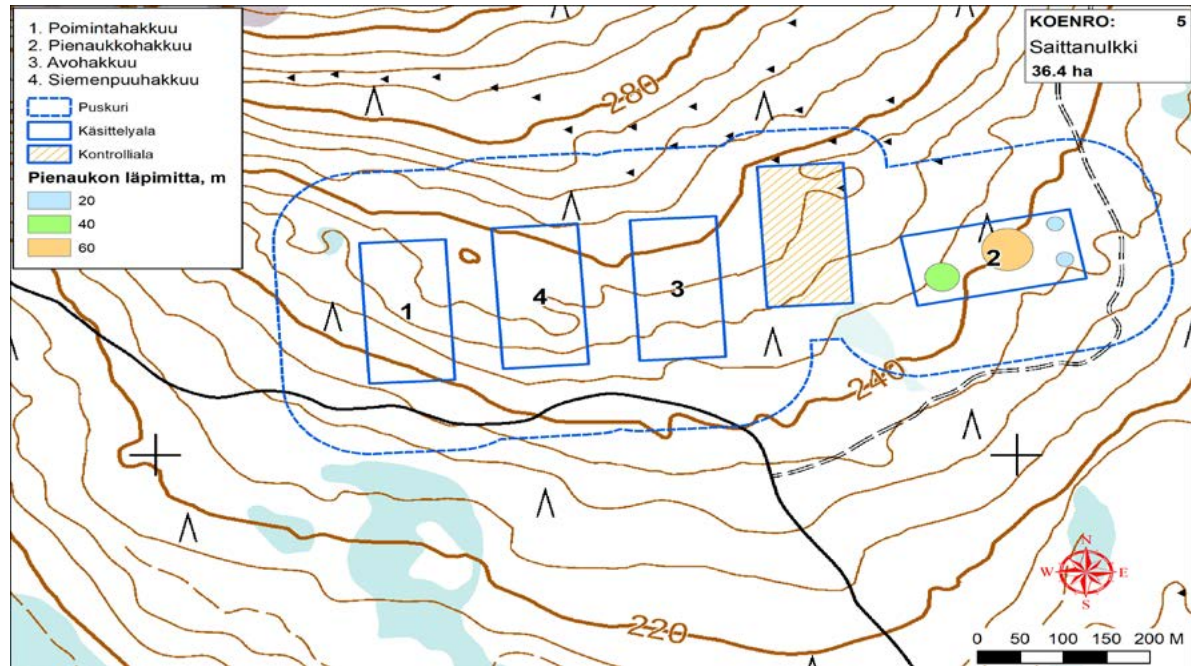 1. Poimintahakkuu
2. Pienaukkohakkuu
3. Avohakkuu
4. Siemenpuuhakkuu
Puskuri
Käsittelyala
Kontrolliala
Pienaukon läpimitta, m
20
40
60
KOENRO: 5
Saittanulkki
36.4 ha
280
1
4
3
2
240
220
N
W E
S
0 50 100 150 200 M